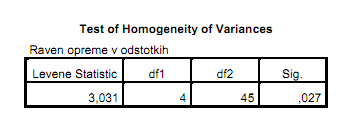 Test of Homogeneity of Variances
Raven opreme v odstotkih
Levene Statistic df1 df2 Sig.
3,031 4 45 ,027